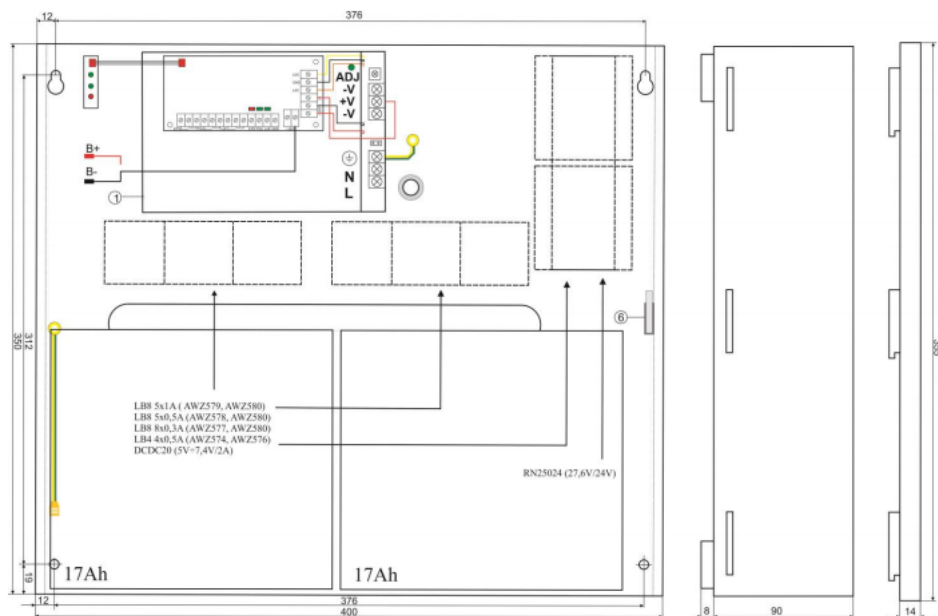 12
376
ADJ
-V
+V
-V
B+
B-
N
L
1
6
350
312
LB8 5x1A ( AWZ579, AWZ580)
LB8 5x0,5A (AWZ578, AWZ580)
LB8 8x0,3A (AWZ577, AWZ580)
LB4 4x0,5A (AWZ574, AWZ576)
DCDC20 (5V÷7,4V/2A)
RN25024 (27,6V/24V)
17Ah
17Ah
19
12
376
400
8
90
14